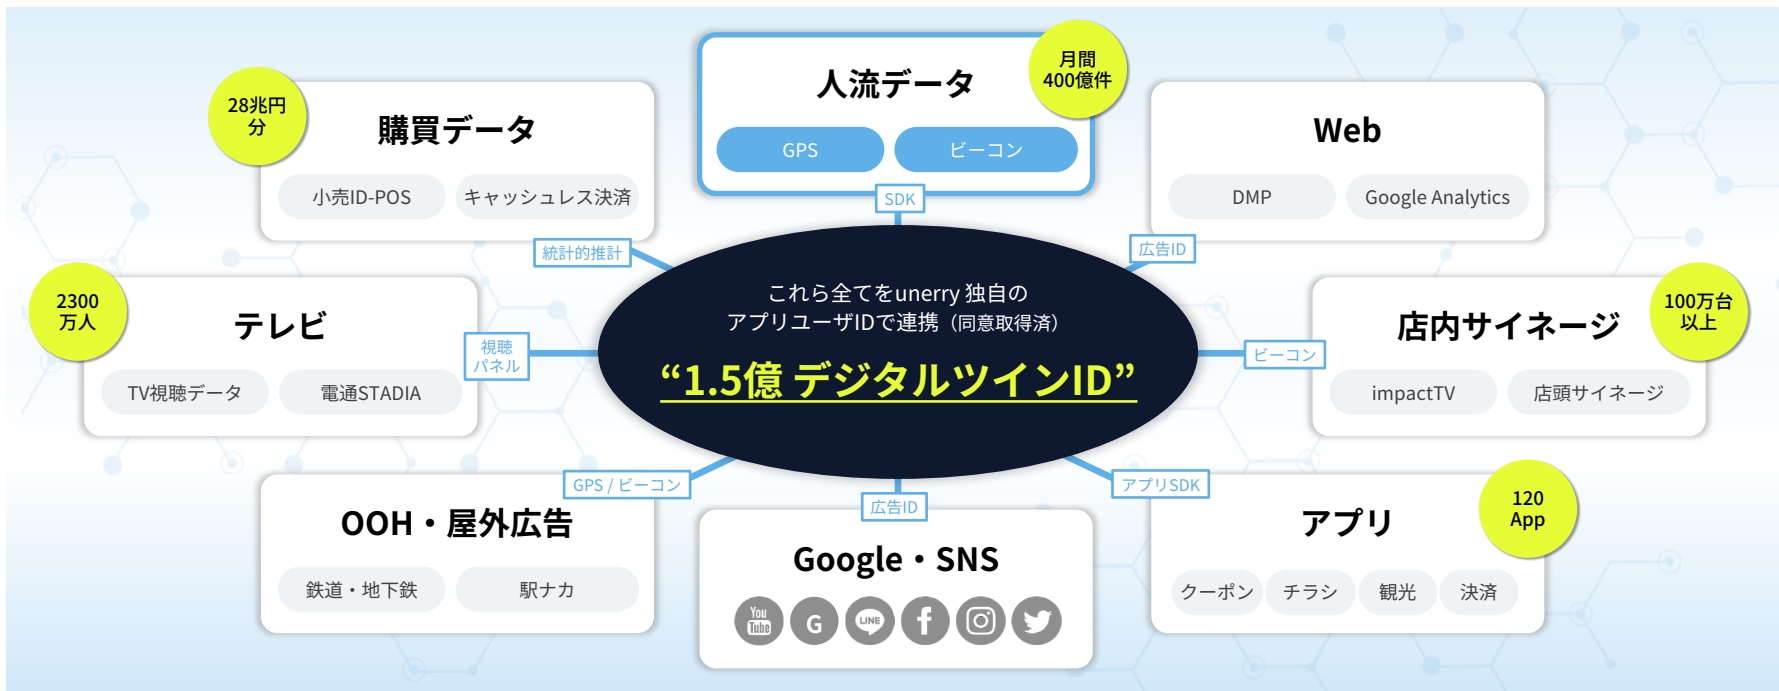 人流データ
月間
400億件
GPS
ビーコン
SDK
28兆円
分
購買データ
小売ID-POS
キャッシュレス決済
統計的推計
Web
DMP
Google Analytics
広告ID
2300
万人
テレビ
TV視聴データ
電通STADIA
視聴
パネル
これら全てをunerry 独自の
アプリユーザIDで連携（同意取得済）
“1.5億 デジタルツインID”
100万台
以上
店内サイネージ
impactTV
店頭サイネージ
ビーコン
GPS / ビーコン
OOH・屋外広告
鉄道・地下鉄
駅ナカ
広告ID
Google・SNS
You
Tube
G
LINE
f
アプリSDK
120
App
アプリ
クーポン
チラシ
観光
決済